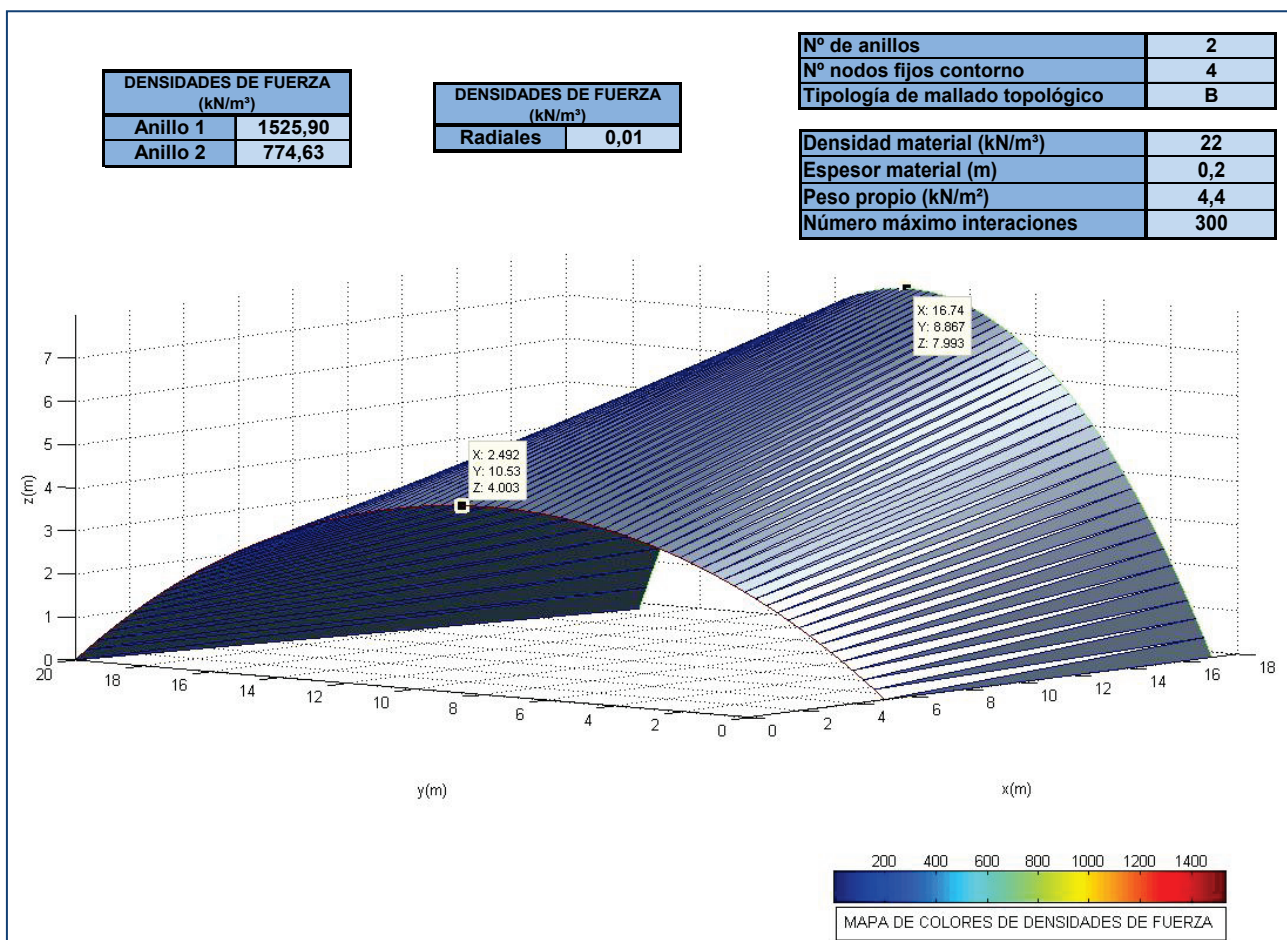 DENSIDADES DE FUERZA
(kN/m³)
Anillo 1 1525,90
Anillo 2 774,63
DENSIDADES DE FUERZA
(kN/m³)
Radiales 0,01
Nº de anillos 2
Nº nodos fijos contorno 4
Tipología de mallado topológico B
Densidad material (kN/m³) 22
Espesor material (m) 0,2
Peso propio (kN/m²) 4,4
Número máximo interaciones 300
X: 16.74
Y: 8.867
Z: 7.993
X: 2.492
Y: 10.53
Z: 4.003
z(m)
7
6
5
4
3
2
1
0
20 18 16 14 12 10 8 6 4 2 0
0 2 4 6 8 10 12 14 16 18
y(m)
x(m)
200 400 600 800 1000 1200 1400
MAPA DE COLORES DE DENSIDADES DE FUERZA